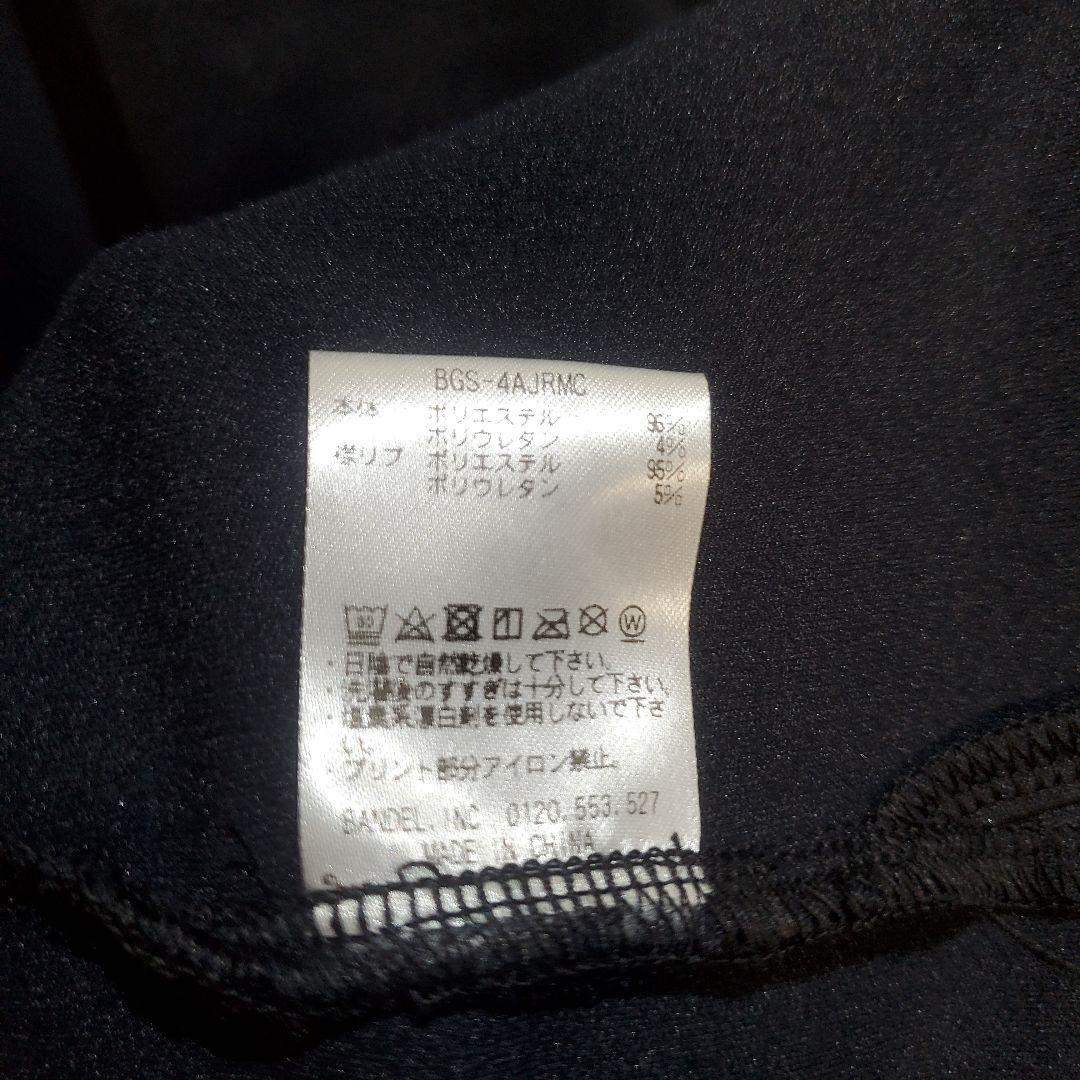 BGS-4AJRMC
本体 ポリエステル 96%
ポリウレタン 4%
襟リブ ポリエステル 95%
ポリウレタン 5%
30
W
・日陰で自然乾燥して下さい。
・洗濯後のすすぎは十分して下さい。
・塩素系漂白剤を使用しないで下さ
い。
・プリント部分アイロン禁止。
BANDEL.INC 0120.553.527
MADE IN CHINA